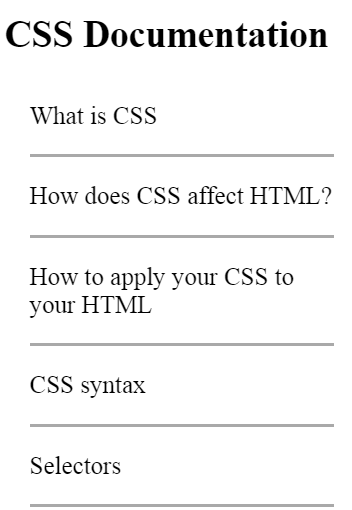 CSS Documentation
What is CSS
How does CSS affect HTML?
How to apply your CSS to
your HTML
CSS syntax
Selectors